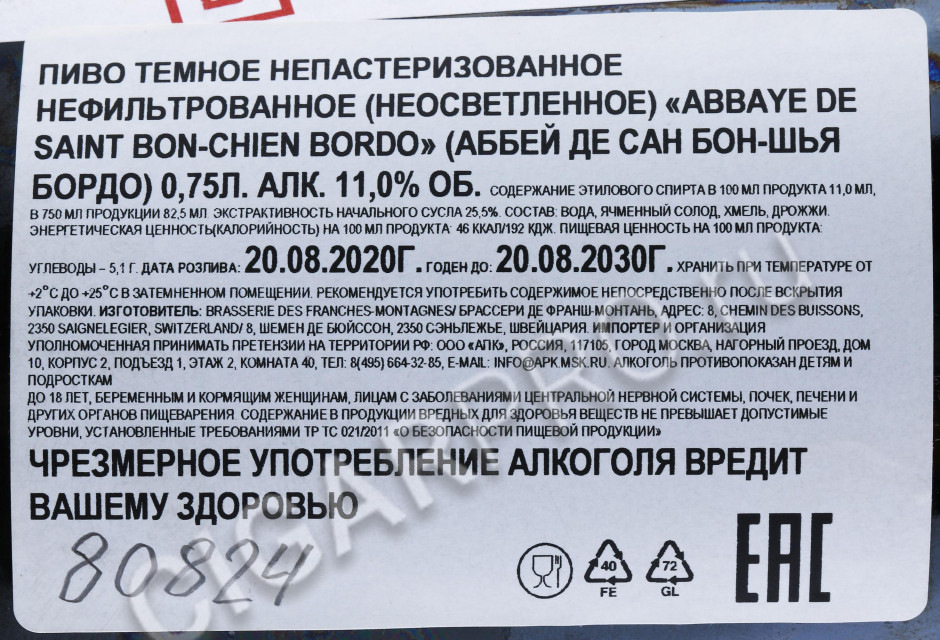 ПИВО ТЕМНОЕ НЕПАСТЕРИЗОВАННОЕ
НЕФИЛЬТРОВАННОЕ (НЕОСВЕТЛЕННОЕ) «ABBAYE DE
SAINT BON-CHIEN BORDO» (АББЕЙ ДЕ САН БОН-ШЬЯ
БОРДО) 0,75Л. АЛК. 11,0% ОБ. СОДЕРЖАНИЕ ЭТИЛОВОГО СПИРТА В 100 МЛ ПРОДУКТА 11,0 МЛ,
В 750 МЛ ПРОДУКЦИИ 82,5 МЛ. ЭКСТРАКТИВНОСТЬ НАЧАЛЬНОГО СУСЛА 25,5%. СОСТАВ: ВОДА, ЯЧМЕННЫЙ СОЛОД, ХМЕЛЬ, ДРОЖЖИ.
ЭНЕРГЕТИЧЕСКАЯ ЦЕННОСТЬ(КАЛОРИЙНОСТЬ) НА 100 МЛ ПРОДУКТА: 46 ККАЛ/192 КДЖ. ПИЩЕВАЯ ЦЕННОСТЬ НА 100 МЛ ПРОДУКТА:
УГЛЕВОДЫ – 5,1 Г. ДАТА РОЗЛИВА: 20.08.2020Г. ГОДЕН ДО: 20.08.2030Г. ХРАНИТЬ ПРИ ТЕМПЕРАТУРЕ ОТ
+2°С ДО +25°С В ЗАТЕМНЕННОМ ПОМЕЩЕНИИ. РЕКОМЕНДУЕТСЯ УПОТРЕБИТЬ СОДЕРЖИМОЕ НЕПОСРЕДСТВЕННО ПОСЛЕ ВСКРЫТИЯ
УПАКОВКИ. ИЗГОТОВИТЕЛЬ: BRASSERIE DES FRANCHES-MONTAGNES/ БРАССЕРИ ДЕ ФРАНШ-МОНТАНЬ АДРЕС: 8, CHEMIN DES BUISSONS,
2350 SAIGNELEGIER, SWITZERLAND/ 8, ШЕМЕН ДЕ БЮЙССОН, 2350 СЭНЬЛЕЖЬЕ, ШВЕЙЦАРИЯ. ИМПОРТЕР И ОРГАНИЗАЦИЯ
УПОЛНОМОЧЕННАЯ ПРИНИМАТЬ ПРЕТЕНЗИИ НА ТЕРРИТОРИИ РФ: ООО «АПК», РОССИЯ, 117105, ГОРОД МОСКВА, НАГОРНЫЙ ПРОЕЗД, ДОМ
10, КОРПУС 2, ПОДЪЕЗД 1, ЭТАЖ 2, КОМНАТА 40, ТЕЛ: 8(495) 664-32-85, E-MAIL: INFO@APK.MSK.RU. АЛКОГОЛЬ ПРОТИВОПОКАЗАН ДЕТЯМ И
ПОДРОСТКАМ
ДО 18 ЛЕТ, БЕРЕМЕННЫМ И КОРМЯЩИМ ЖЕНЩИНАМ, ЛИЦАМ С ЗАБОЛЕВАНИЯМИ ЦЕНТРАЛЬНОЙ НЕРВНОЙ СИСТЕМЫ, ПОЧЕК, ПЕЧЕНИ И
ДРУГИХ ОРГАНОВ ПИЩЕВАРЕНИЯ. СОДЕРЖАНИЕ В ПРОДУКЦИИ ВРЕДНЫХ ДЛЯ ЗДОРОВЬЯ ВЕЩЕСТВ НЕ ПРЕВЫШАЕТ ДОПУСТИМЫЕ
УРОВНИ, УСТАНОВЛЕННЫЕ ТРЕБОВАНИЯМИ ТР ТС 021/2011 «О БЕЗОПАСНОСТИ ПИЩЕВОЙ ПРОДУКЦИИ»
ЧРЕЗМЕРНОЕ УПОТРЕБЛЕНИЕ АЛКОГОЛЯ ВРЕДИТ
ВАШЕМУ ЗДОРОВЬЮ
80824
40 72
FE GL
EAC
CIGARPRO.ru